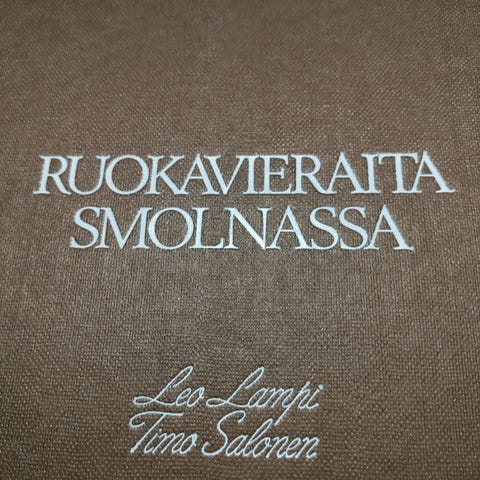 RUOKAVIERAITA
SMOLNASSA
Leo Lampi
Timo Salonen